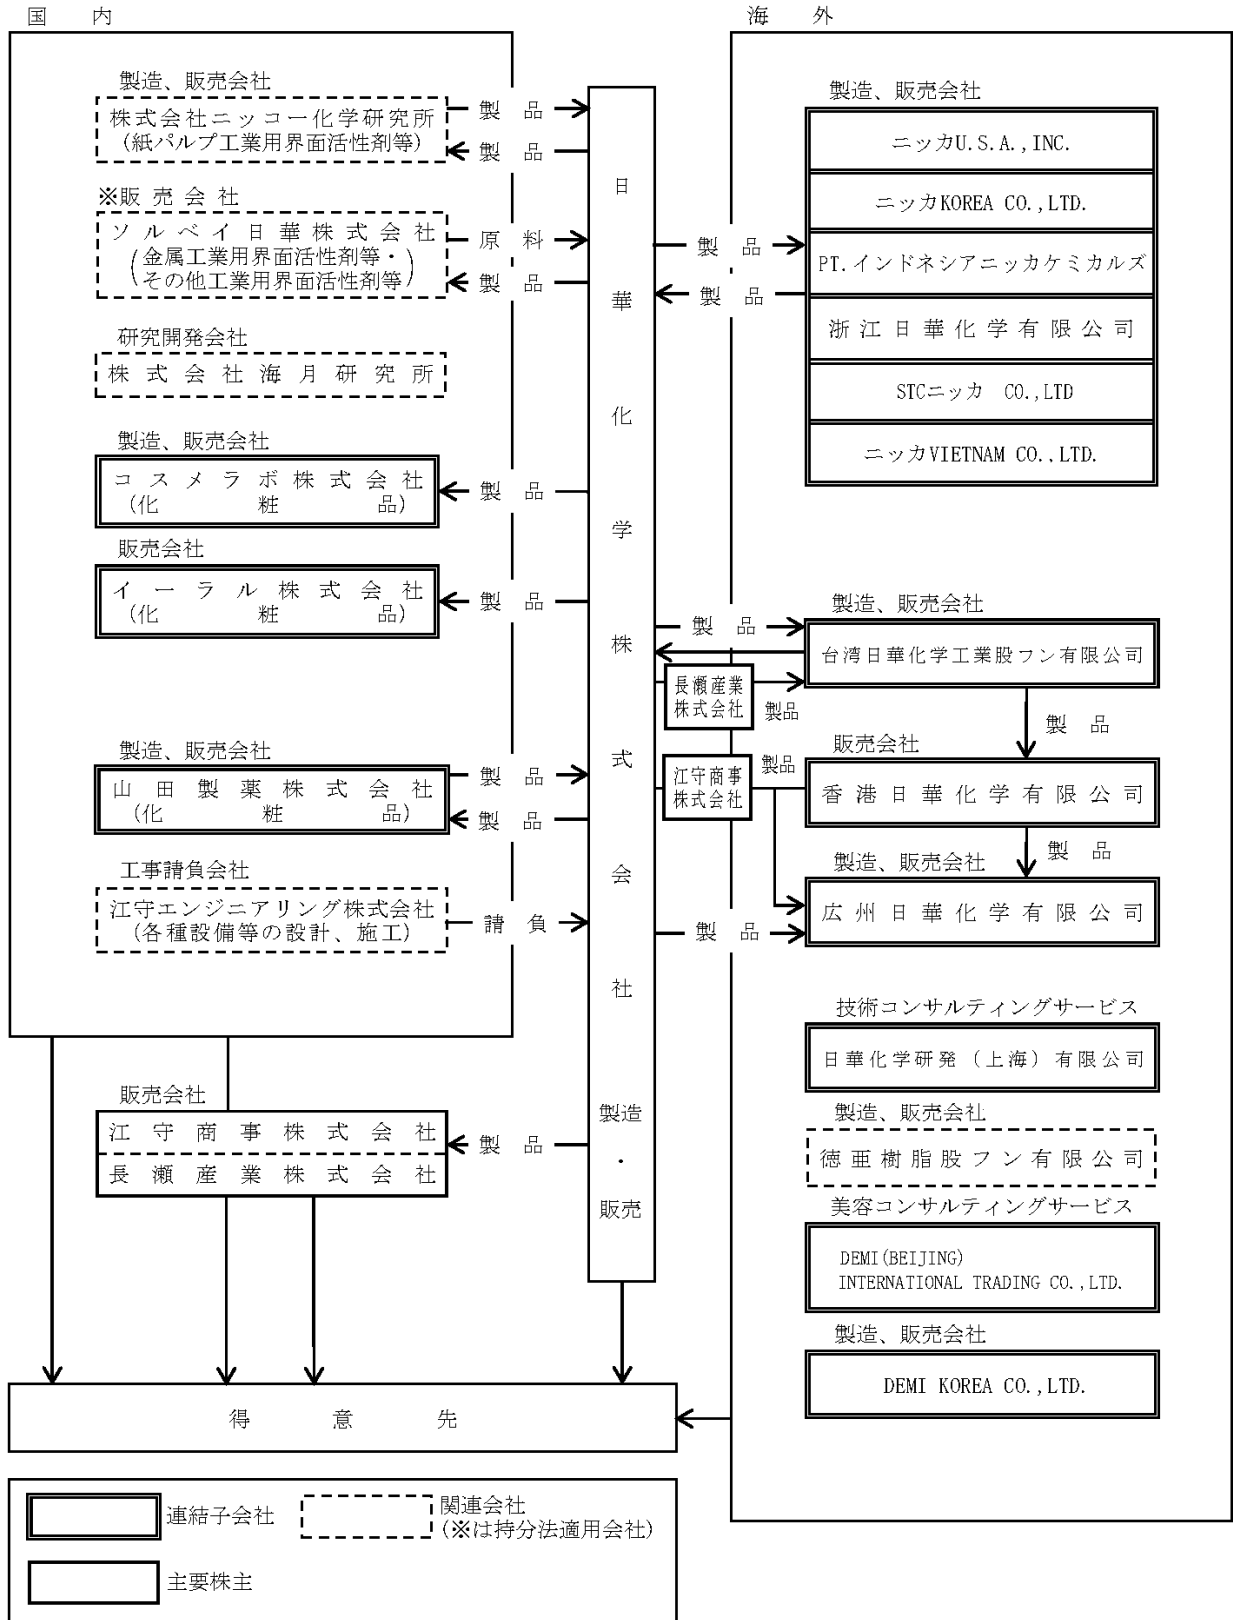 国内
製造、販売会社
株式会社ニッコー化学研究所
(紙パルプ工業用界面活性剤等)
製品
製品
※販売会社
ソルベイ日華株式会社
(金属工業用界面活性剤等・
その他工業用界面活性剤等)
原料
製品
研究開発会社
株式会社海月研究所
製造、販売会社
コスメラボ株式会社
(化粧品)
製品
販売会社
イーラル株式会社
(化粧品)
製品
製造、販売会社
山田製薬株式会社
(化粧品)
製品
製品
工事請負会社
江守エンジニアリング株式会社
(各種設備等の設計、施工)
請負
販売会社
江守商事株式会社
長瀬産業株式会社
製品
日華化学株式会社
製造・販売
海外
製造、販売会社
ニッカU.S.A.,INC.
ニッカKOREA CO.,LTD.
PT.インドネシアニッカケミカルズ
浙江日華化学有限公司
STCニッカ CO.,LTD
ニッカVIETNAM CO.,LTD.
製品
製品
製造、販売会社
台湾日華化学工業股フン有限公司
製品
長瀬産業
株式会社
製品
製品
販売会社
香港日華化学有限公司
江守商事
株式会社
製品
製品
製造、販売会社
広州日華化学有限公司
製品
技術コンサルティングサービス
日華化学研発(上海)有限公司
製造、販売会社
徳亜樹脂股フン有限公司
美容コンサルティングサービス
DEMI(BEIJING)
INTERNATIONAL TRADING CO.,LTD.
製造、販売会社
DEMI KOREA CO.,LTD.
得意先
連結子会社
関連会社
(※は持分法適用会社)
主要株主